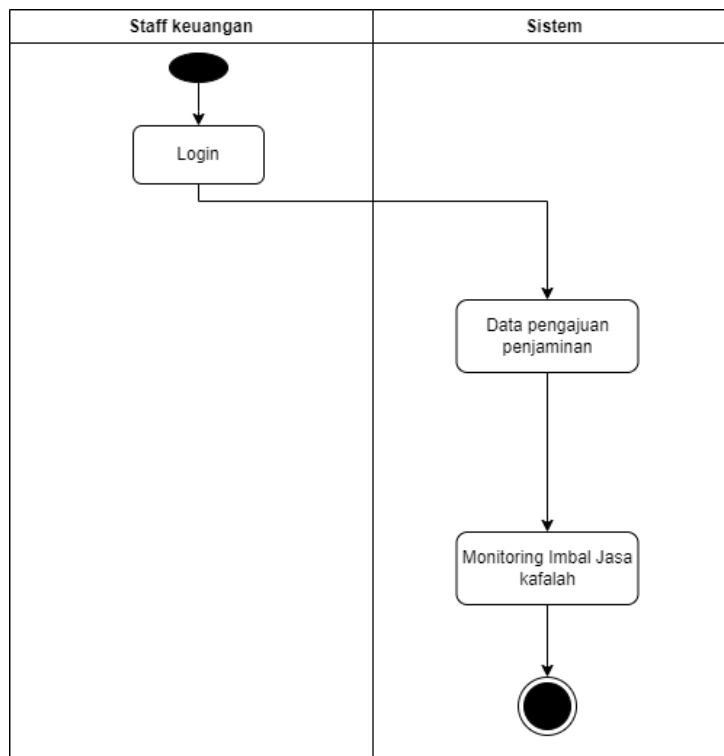 Staff keuangan
Sistem
Login
Data pengajuan
penjaminan
Monitoring Imbal Jasa
kafalah